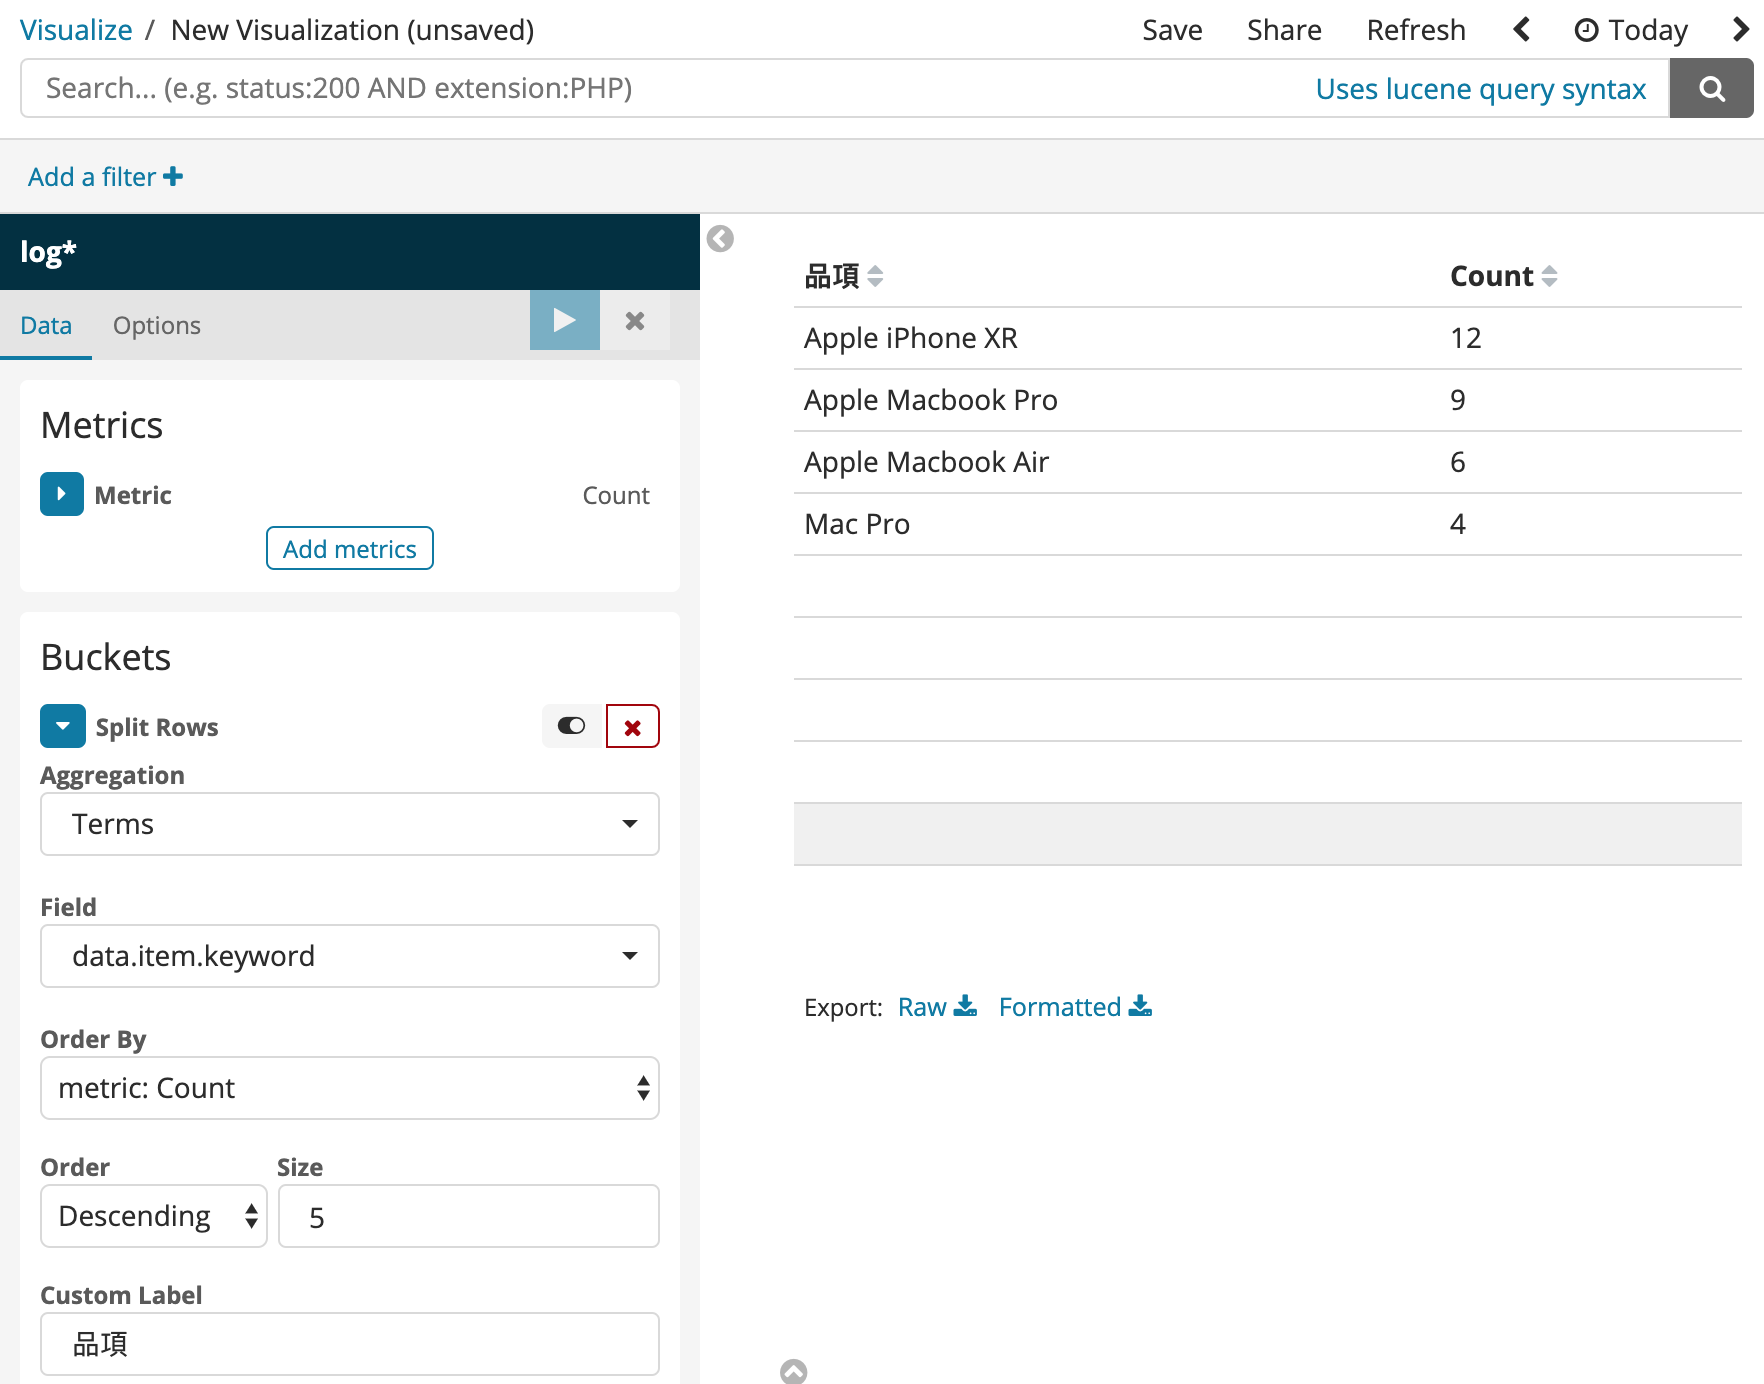 Visualize / New Visualization (unsaved) Save Share Refresh Today
Search... (e.g. status:200 AND extension:PHP) Uses lucene query syntax
Add a filter
log*
Data Options
Metrics
Metric Count
Add metrics
Buckets
Split Rows
Aggregation
Terms
Field
data.item.keyword
Order By
metric: Count
Order Size
Descending 5
Custom Label
品項
品項 Count
Apple iPhone XR 12
Apple Macbook Pro 9
Apple Macbook Air 6
Mac Pro 4
Export: Raw Formatted